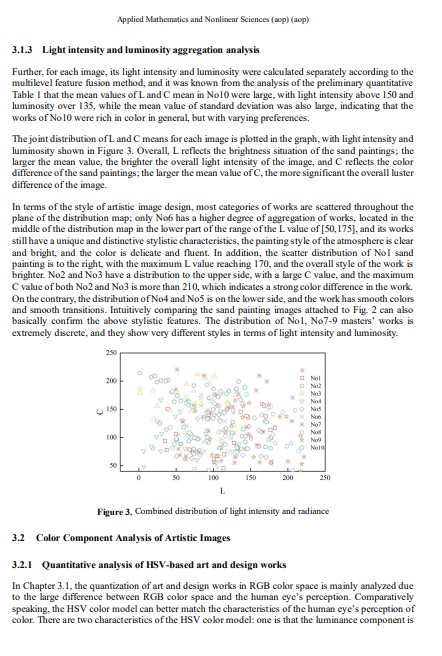 Applied Mathematics and Nonlinear Sciences (aop) (aop)
3.1.3 Light intensity and luminosity aggregation analysis
Further, for each image, its light intensity and luminosity were calculated separately according to the
multilevel feature fusion method, and it was known from the analysis of the preliminary quantitative
Table 1 that the mean values of L and C mean in No10 were large, with light intensity above 150 and
luminosity over 135, while the mean value of standard deviation was also large, indicating that the
works of No10 were rich in color in general, but with varying preferences.
The joint distribution of L and C means for each image is plotted in the graph, with light intensity and
luminosity shown in Figure 3. Overall, L reflects the brightness situation of the sand paintings; the
larger the mean value, the brighter the overall light intensity of the image, and C reflects the color
difference of the sand paintings; the larger the mean value of C, the more significant the overall luster
difference of the image.
In terms of the style of artistic image design, most categories of works are scattered throughout the
plane of the distribution map; only No6 has a higher degree of aggregation of works, located in the
middle of the distribution map in the lower part of the range of the L value of [50,175], and its works
still have a unique and distinctive stylistic characteristics, the painting style of the atmosphere is clear
and bright, and the color is delicate and fluent. In addition, the scatter distribution of No1 sand
painting is to the right, with the maximum L value reaching 170, and the overall style of the work is
brighter. No2 and No3 have a distribution to the upper side, with a large C value, and the maximum
C value of both No2 and No3 is more than 210, which indicates a strong color difference in the work.
On the contrary, the distribution of No4 and No5 is on the lower side, and the work has smooth colors
and smooth transitions. Intuitively comparing the sand painting images attached to Fig. 2 can also
basically confirm the above stylistic features. The distribution of No1, No7-9 masters' works is
extremely discrete, and they show very different styles in terms of light intensity and luminosity.
250
200
150
100
50
C
0 50 100 150 200 250
L
No1
No2
No3
No4
No5
No6
No7
No8
No9
No10
Figure 3. Combined distribution of light intensity and radiance
3.2 Color Component Analysis of Artistic Images
3.2.1 Quantitative analysis of HSV-based art and design works
In Chapter 3.1, the quantization of art and design works in RGB color space is mainly analyzed due
to the large difference between RGB color space and the human eye's perception. Comparatively
speaking, the HSV color model can better match the characteristics of the human eye's perception of
color. There are two characteristics of the HSV color model: one is that the luminance component is